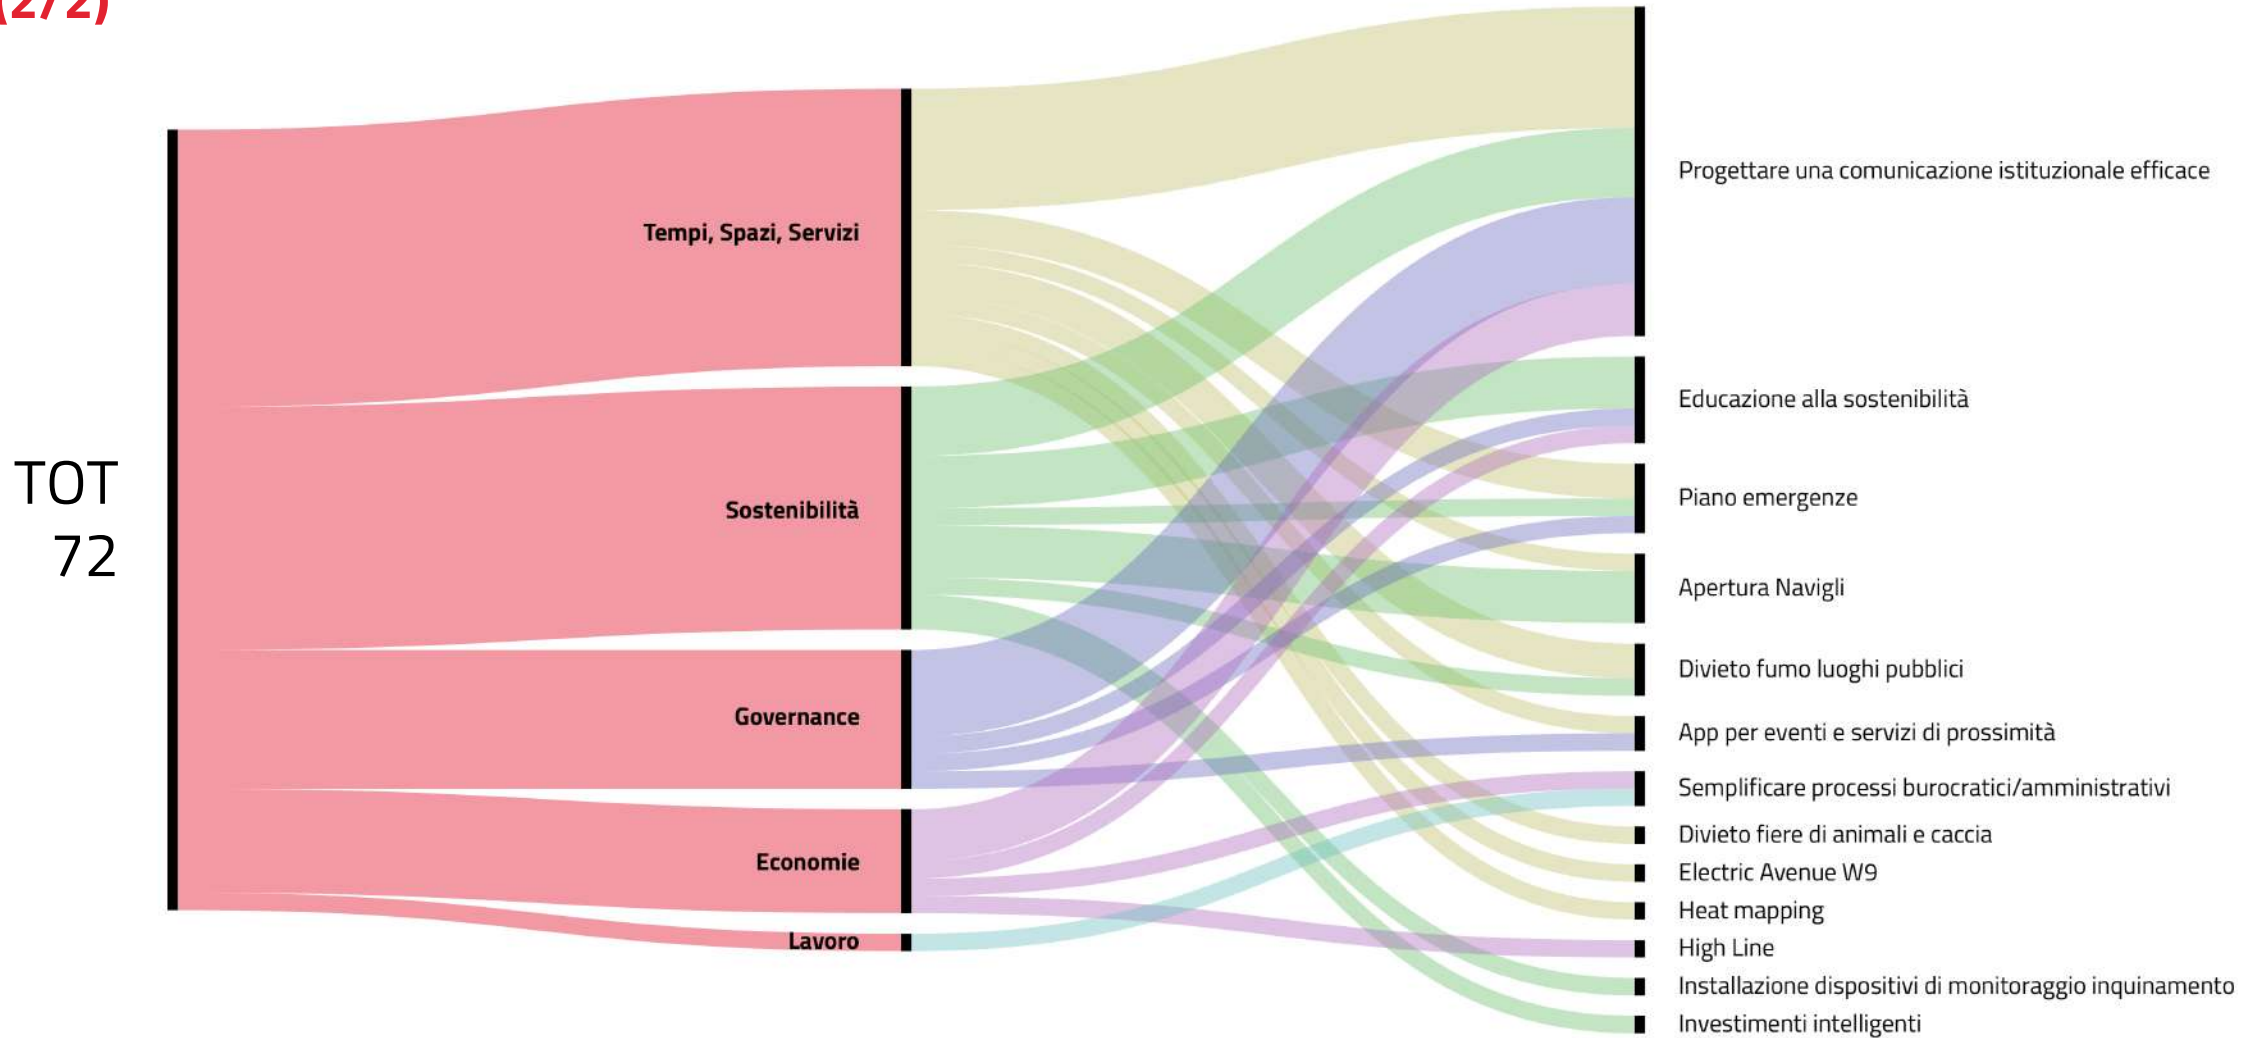 (2/2)
TOT
72
Tempi, Spazi, Servizi
Sostenibilità
Governance
Economie
Lavoro
Progettare una comunicazione istituzionale efficace
Educazione alla sostenibilità
Piano emergenze
Apertura Navigli
Divieto fumo luoghi pubblici
App per eventi e servizi di prossimità
Semplificare processi burocratici/amministrativi
Divieto fiere di animali e caccia
Electric Avenue W9
Heat mapping
High Line
Installazione dispositivi di monitoraggio inquinamento
Investimenti intelligenti